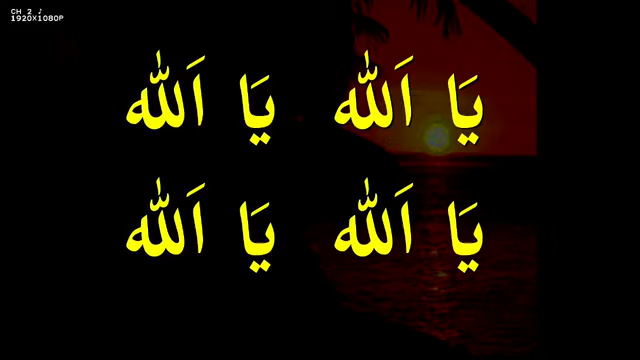 CH 2 ♪
1920X1080P
يَا اَللّٰه يَا اَللّٰه
يَا اَللّٰه يَا اَللّٰه